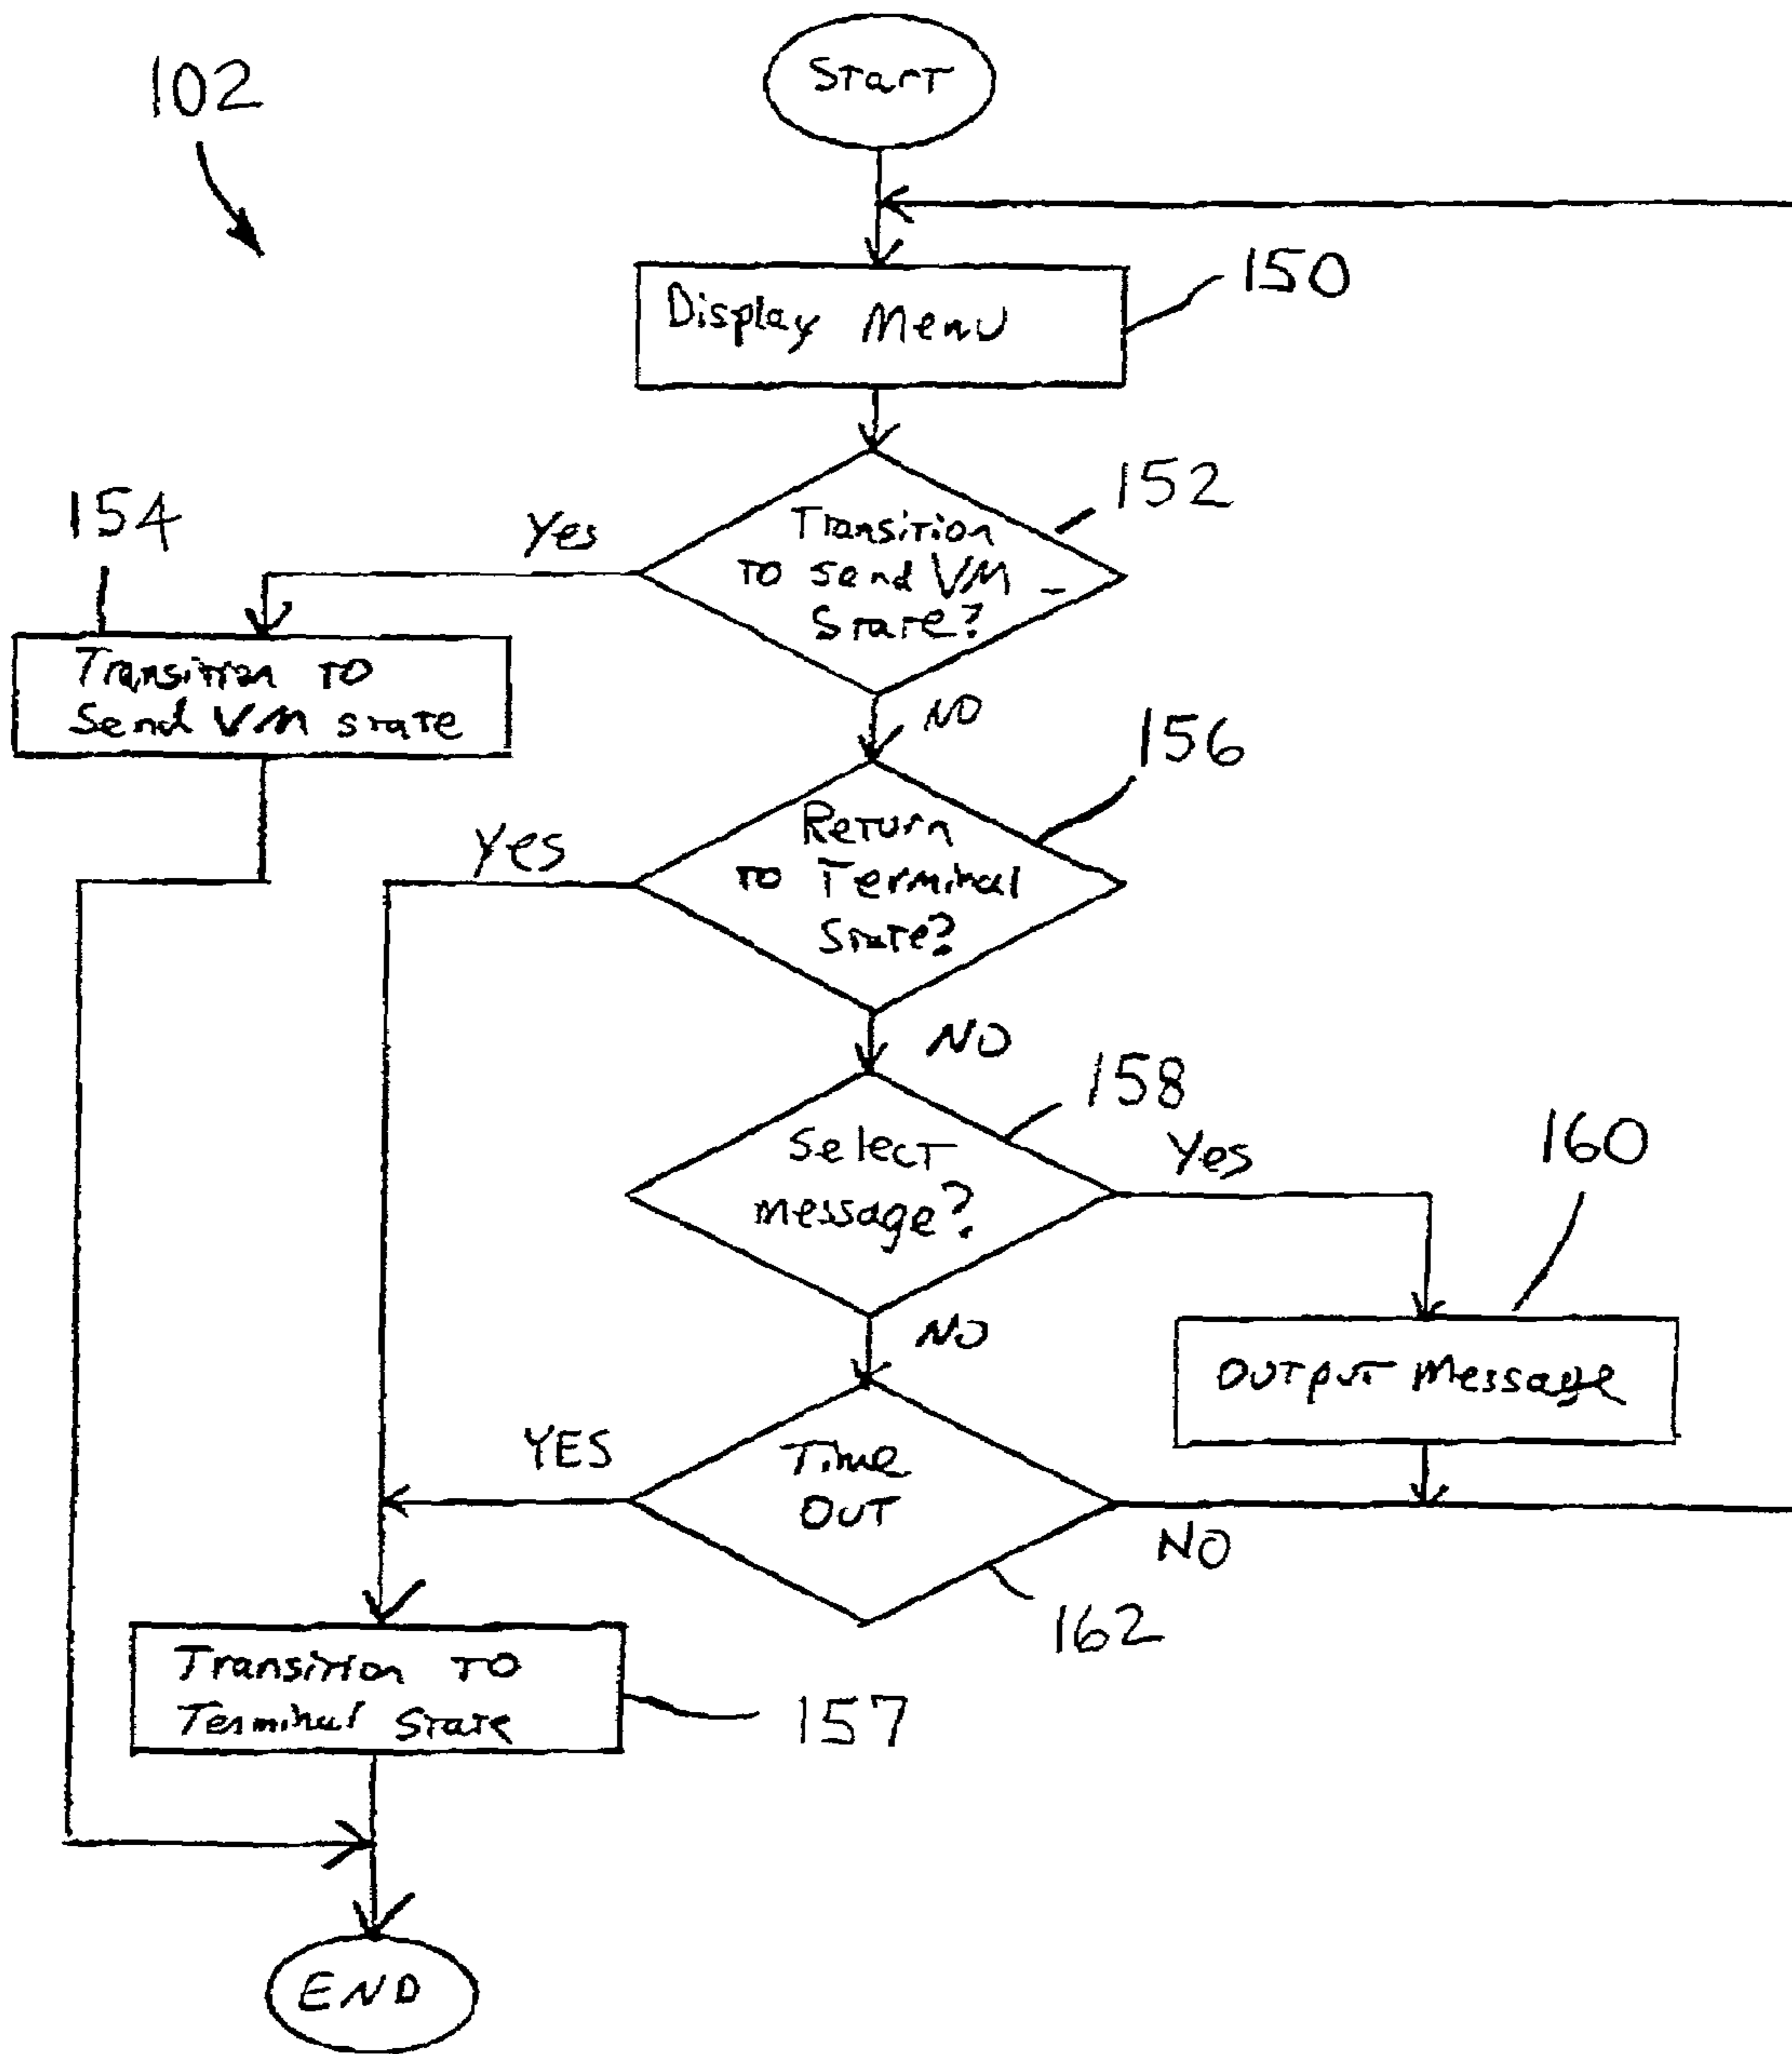 102
Start
150
Display Menu
152
154
Yes
Transition
TO send VM
State?
Transition TO
Send VM state
NO
156
Return
TO Terminal
State?
Yes
NO
158
Select
message?
Yes
160
NO
Output Message
YES
Time
OUT
NO
162
Transition TO
Terminal State
157
END